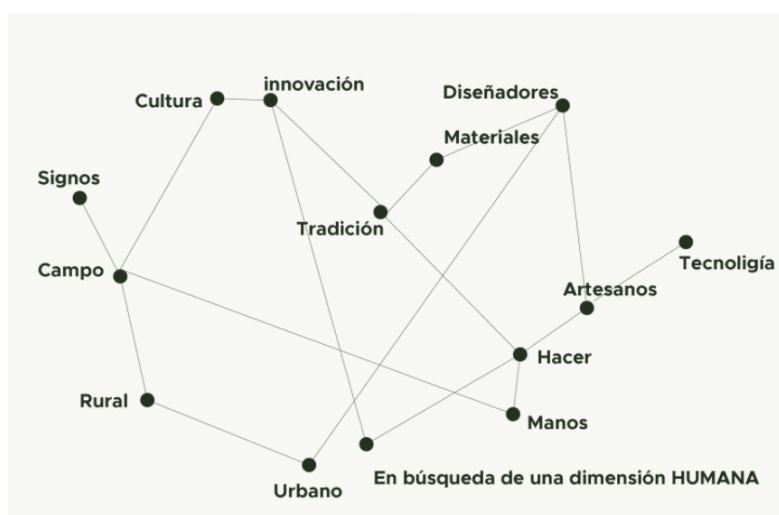 innovación
Diseñadores
Cultura
Materiales
Signos
Tradición
Tecnoligía
Campo
Artesanos
Hacer
Rural
Manos
En búsqueda de una dimensión HUMANA
Urbano